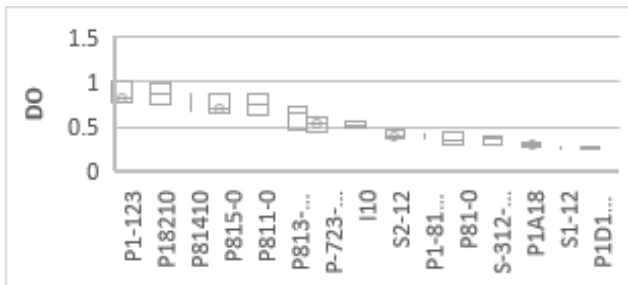 1.5
1
0.5
0
DO
P1-123
P18210
P81410
P815-0
P811-0
P813-...
P-723-...
I10
S2-12
P1-81...
P81-0
S-312-...
P1A18
S1-12
P1D1...